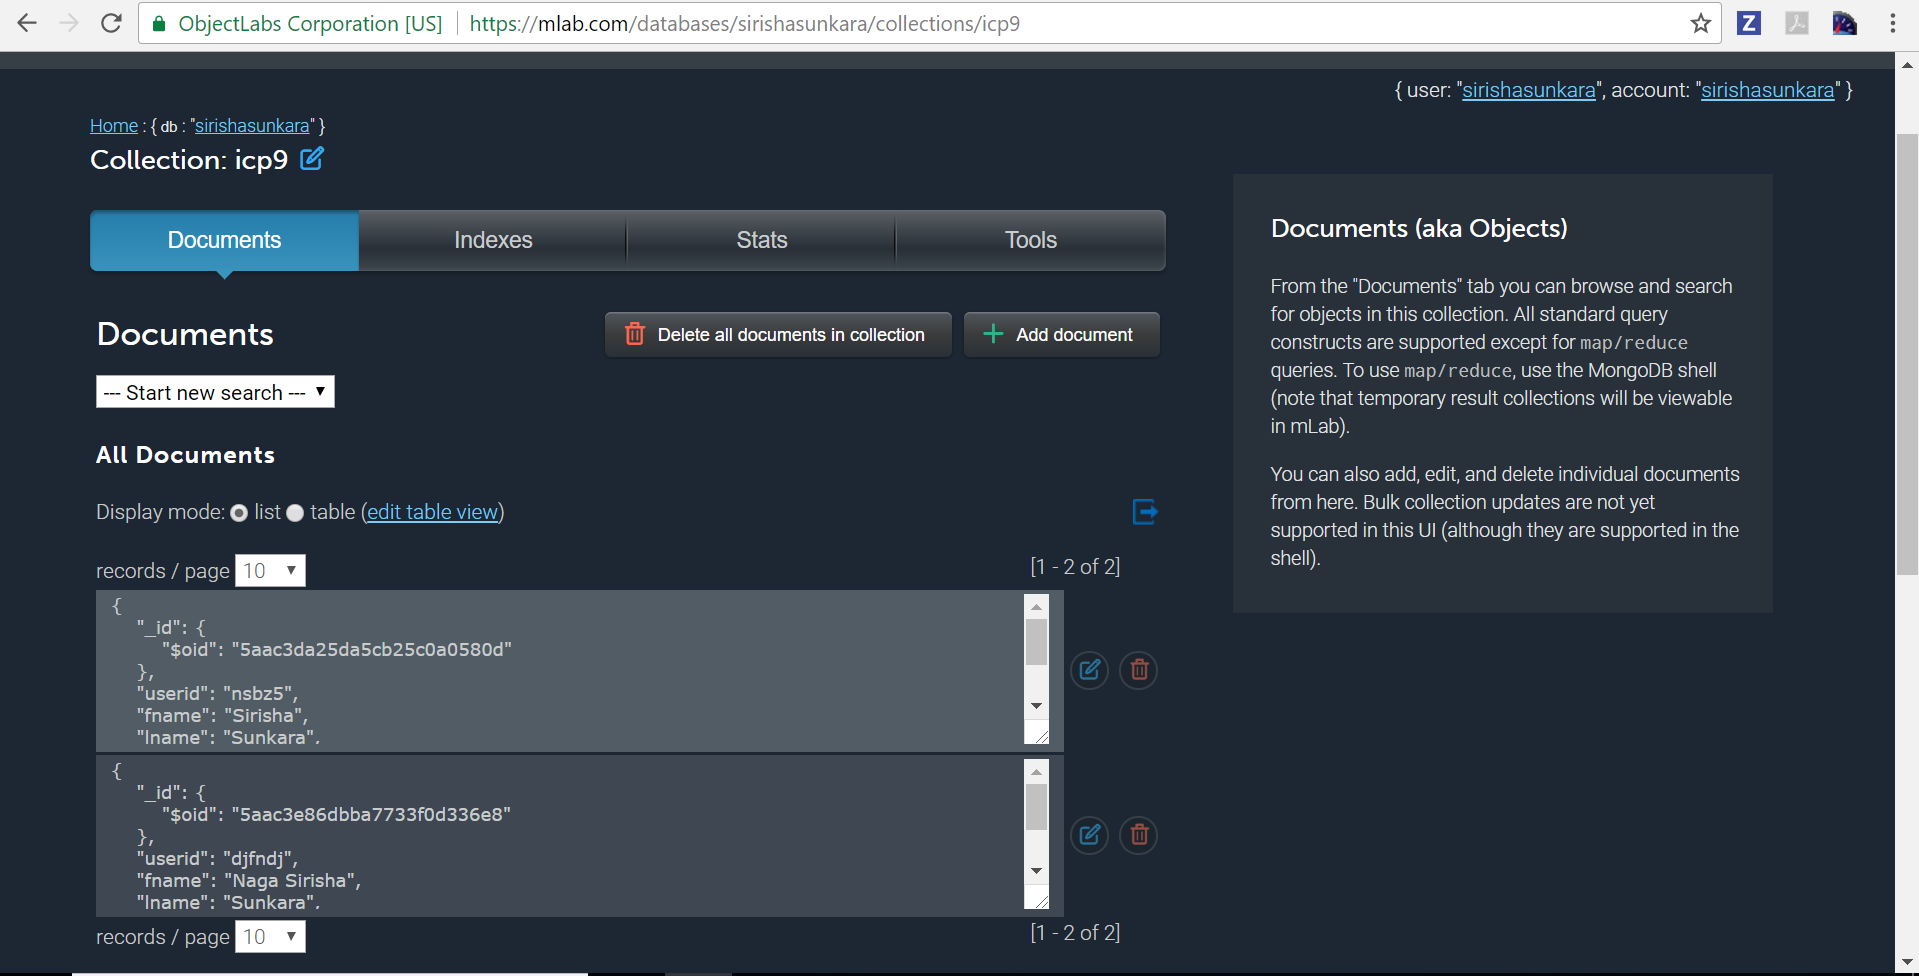 ObjectLabs Corporation [US] https://mlab.com/databases/sirishasunkara/collections/icp9
{ user: "sirishasunkara", account: "sirishasunkara" }
Home : { db : "sirishasunkara" }
Collection: icp9
Documents Indexes Stats Tools
Documents
Delete all documents in collection
Add document
--- Start new search ---
All Documents
Display mode: list table (edit table view)
records / page 10
[1 - 2 of 2]
{
"_id": {
"$oid": "5aac3da25da5cb25c0a0580d"
},
"userid": "nsbz5",
"fname": "Sirisha",
"lname": "Sunkara",
{
"_id": {
"$oid": "5aac3e86dbba7733f0d336e8"
},
"userid": "djfndj",
"fname": "Naga Sirisha",
"lname": "Sunkara",
records / page 10
[1 - 2 of 2]
Documents (aka Objects)
From the "Documents" tab you can browse and search
for objects in this collection. All standard query
constructs are supported except for map/reduce
queries. To use map/reduce, use the MongoDB shell
(note that temporary result collections will be viewable
in mLab).
You can also add, edit, and delete individual documents
from here. Bulk collection updates are not yet
supported in this UI (although they are supported in the
shell).